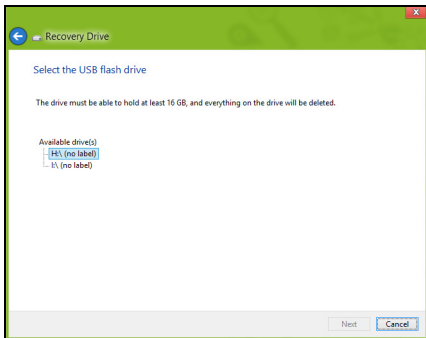 Recovery Drive
Select the USB flash drive
The drive must be able to hold at least 16 GB, and everything on the drive will be deleted.
Available drive(s)
H:\ (no label)
I:\ (no label)
Next
Cancel